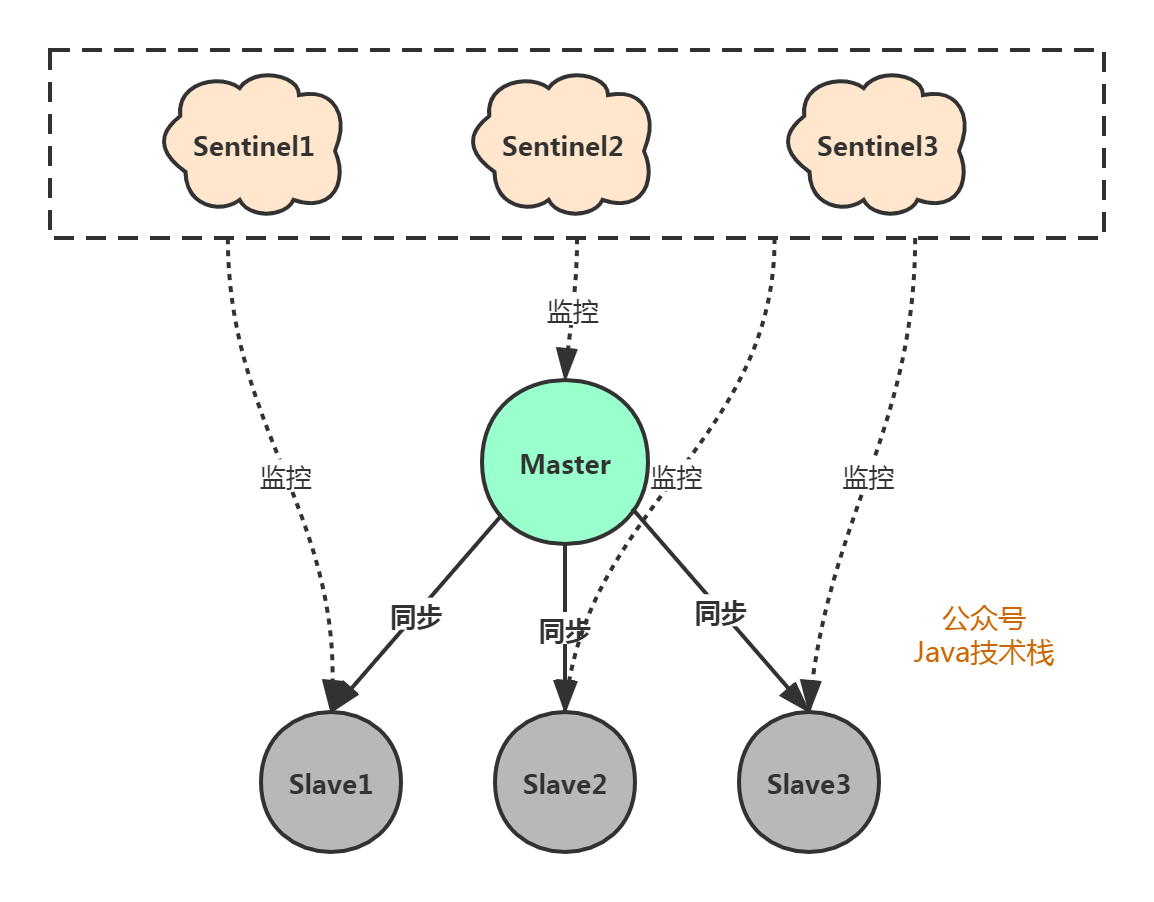 Sentinel1
Sentinel2
Sentinel3
监控
监控
监控
监控
Master
同步
同步
同步
公众号
Java技术栈
Slave1
Slave2
Slave3